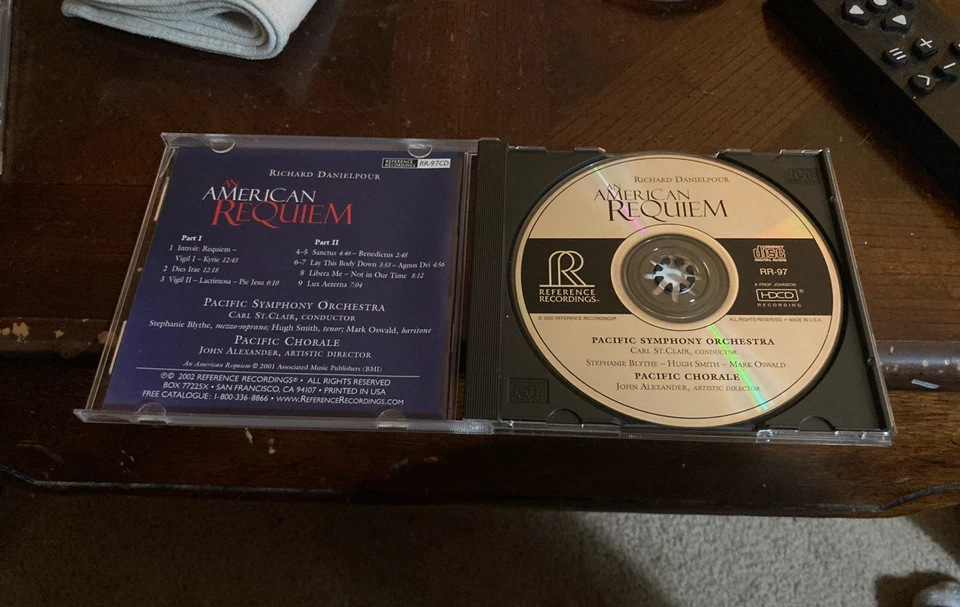 REFERENCE RECORDINGS RR-97CD
RICHARD DANIELPOUR
AN
AMERICAN
REQUIEM
Part I
1 Introit: Requiem –
Vigil I – Kyrie 12:43
2 Dies Irae 12:18
3 Vigil II – Lacrimosa – Pie Jesu 6:10
Part II
4-5 Sanctus 4:46 – Benedictus 2:48
6-7 Lay This Body Down 3:53 – Agnus Dei 4:56
8 Libera Me – Not in Our Time 8:12
9 Lux Aeterna 7:04
PACIFIC SYMPHONY ORCHESTRA
CARL ST.CLAIR, CONDUCTOR
Stephanie Blythe, mezzo-soprano; Hugh Smith, tenor; Mark Oswald, baritone
PACIFIC CHORALE
JOHN ALEXANDER, ARTISTIC DIRECTOR
An American Requiem © 2001 Associated Music Publishers (BMI)
℗© 2002 REFERENCE RECORDINGS® • ALL RIGHTS RESERVED
BOX 77225X • SAN FRANCISCO, CA 94107 • PRINTED IN USA
FREE CATALOGUE: 1-800-336-8866 • WWW.REFERENCERECORDINGS.COM
RICHARD DANIELPOUR
AN
AMERICAN
REQUIEM
RR
REFERENCE
RECORDINGS®
COMPACT
disc
DIGITAL AUDIO
RR-97
A PROF. JOHNSON
HDCD®
RECORDING
© 2002 REFERENCE RECORDINGS®
ALL RIGHTS RESERVED. • MADE IN U.S.A.
PACIFIC SYMPHONY ORCHESTRA
CARL ST.CLAIR, CONDUCTOR
STEPHANIE BLYTHE – HUGH SMITH – MARK OSWALD
PACIFIC CHORALE
JOHN ALEXANDER, ARTISTIC DIRECTOR